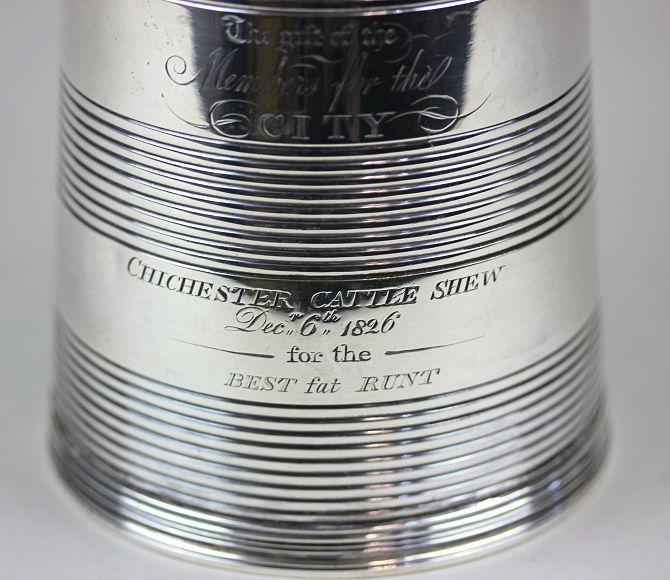 The gift of the
Members for the
CITY
CHICHESTER CATTLE SHEW
Decr 6th 1826
for the
BEST fat RUNT